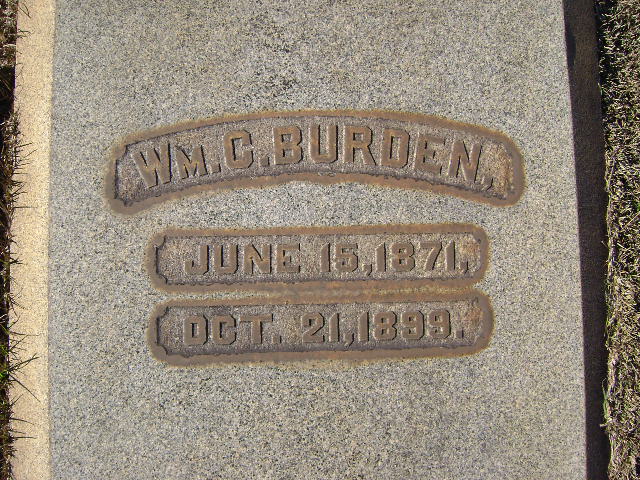 WM. C. BURDEN,
JUNE 15, 1871,
OCT. 21, 1899.